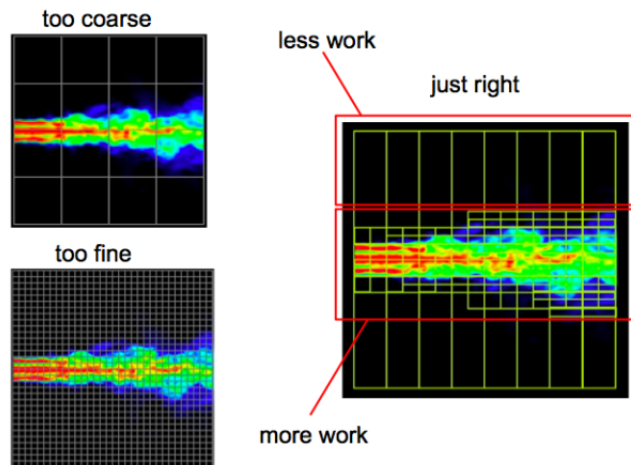 too coarse
less work
just right
too fine
more work